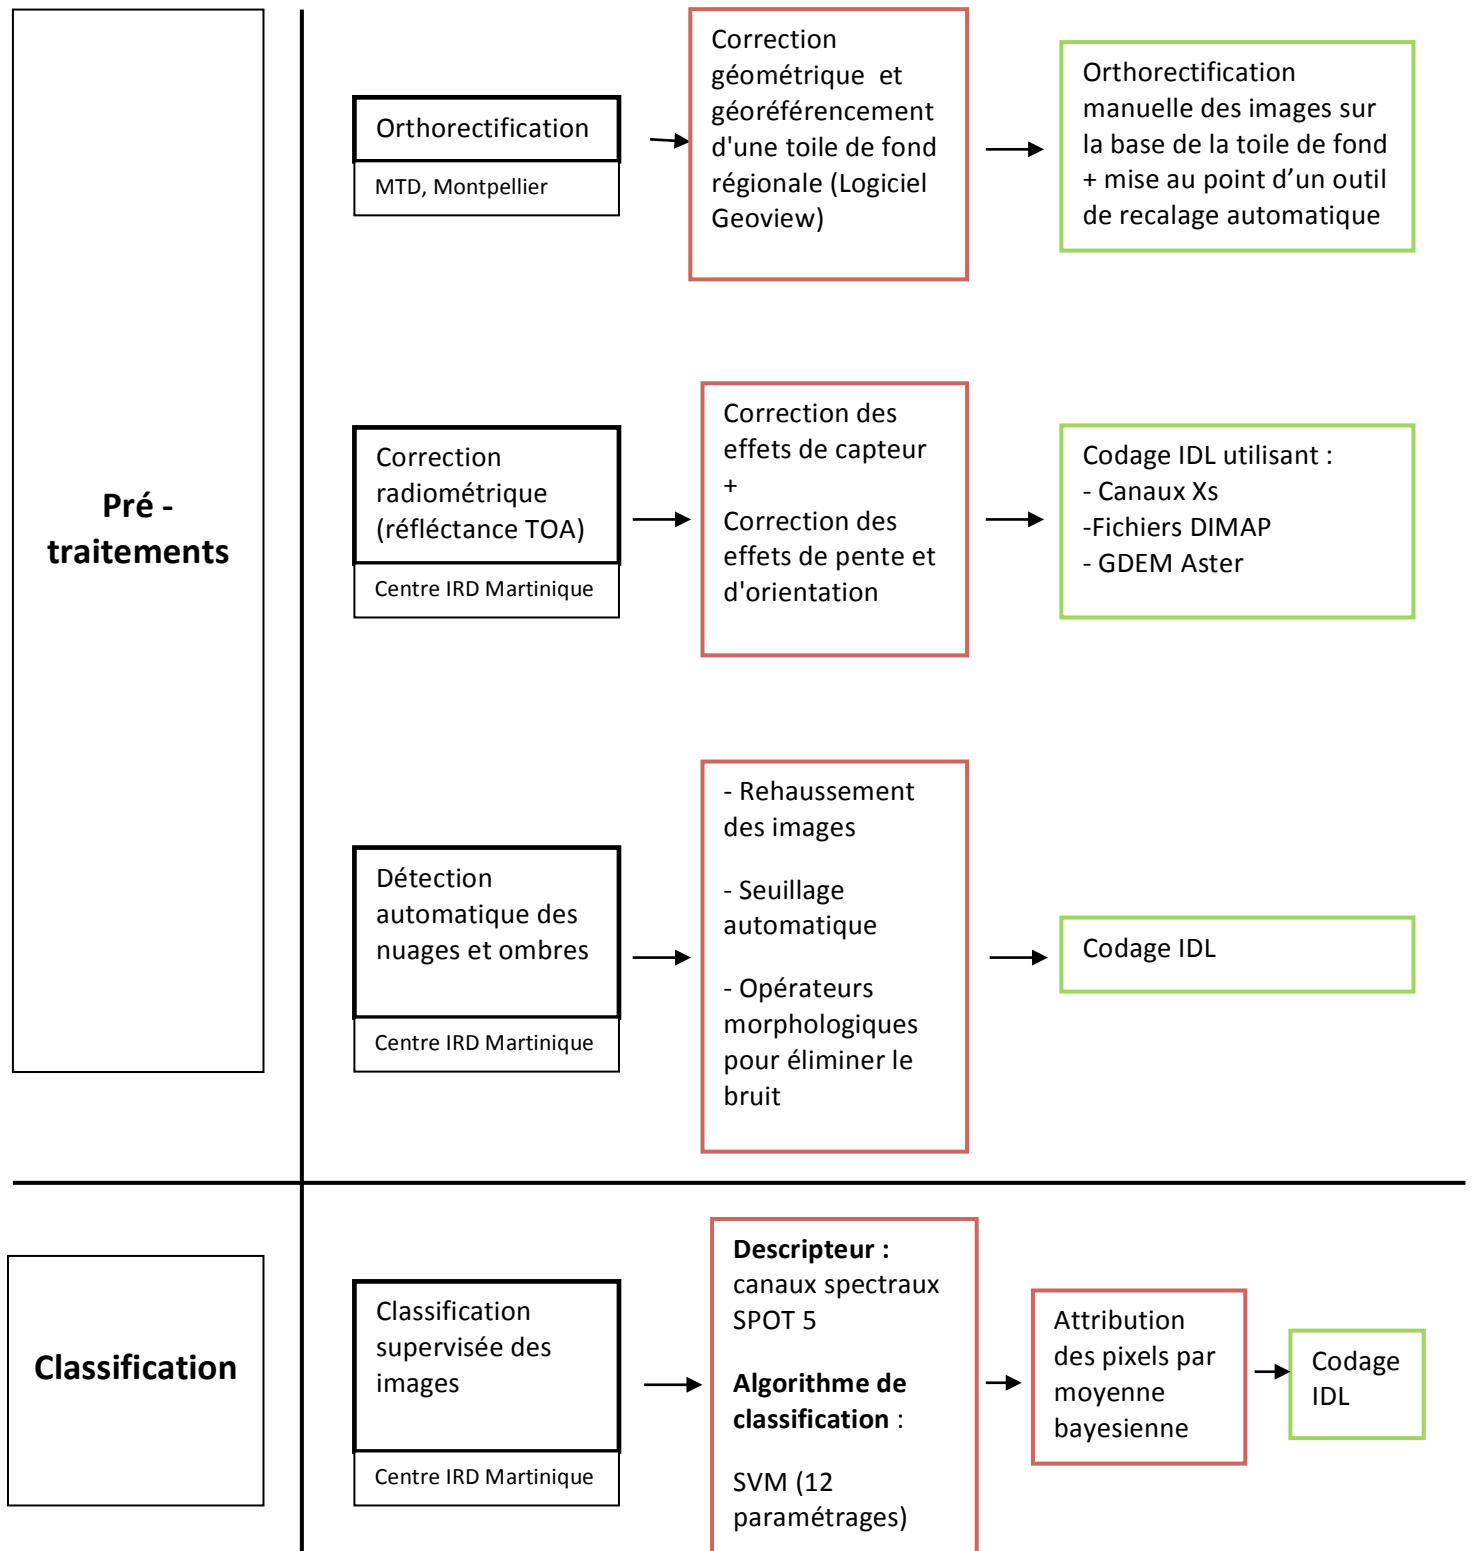 Pré -
traitements
Orthorectification
MTD, Montpellier
Correction
géométrique et
géoréférencement
d'une toile de fond
régionale (Logiciel
Geoview)
Orthorectification
manuelle des images sur
la base de la toile de fond
+ mise au point d’un outil
de recalage automatique
Correction
radiométrique
(réfléctance TOA)
Centre IRD Martinique
Correction des
effets de capteur
+
Correction des
effets de pente et
d'orientation
Codage IDL utilisant :
- Canaux Xs
-Fichiers DIMAP
- GDEM Aster
Détection
automatique des
nuages et ombres
Centre IRD Martinique
- Rehaussement
des images
- Seuillage
automatique
- Opérateurs
morphologiques
pour éliminer le
bruit
Codage IDL
Classification
Classification
supervisée des
images
Centre IRD Martinique
Descripteur :
canaux spectraux
SPOT 5
Algorithme de
classification :
SVM (12
paramétrages)
Attribution
des pixels par
moyenne
bayesienne
Codage
IDL